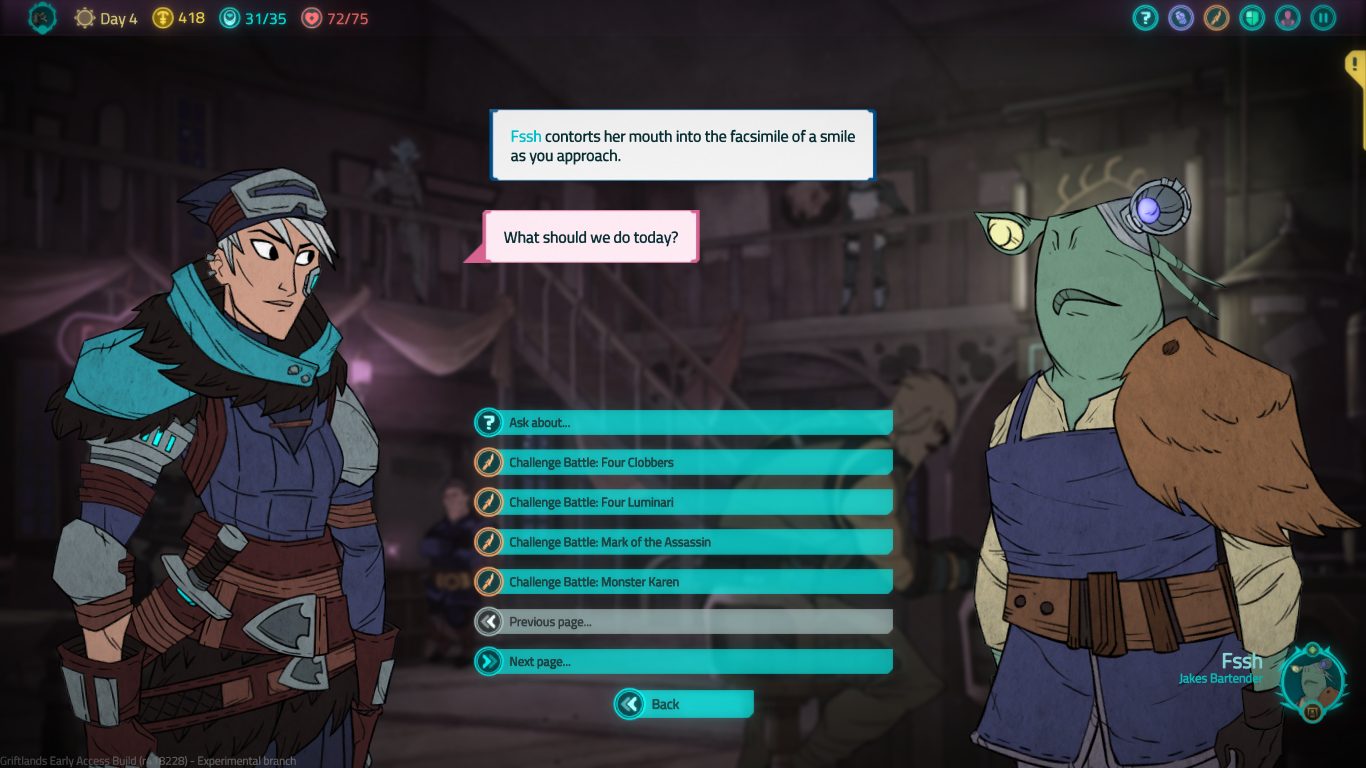 Day 4
418
31/35
72/75
Fssh contorts her mouth into the facsimile of a smile
as you approach.
What should we do today?
Ask about...
Challenge Battle: Four Clobbers
Challenge Battle: Four Luminari
Challenge Battle: Mark of the Assassin
Challenge Battle: Monster Karen
Previous page...
Next page...
Back
Fssh
Jakes Bartender
Griftlands Early Access Build - Experimental branch